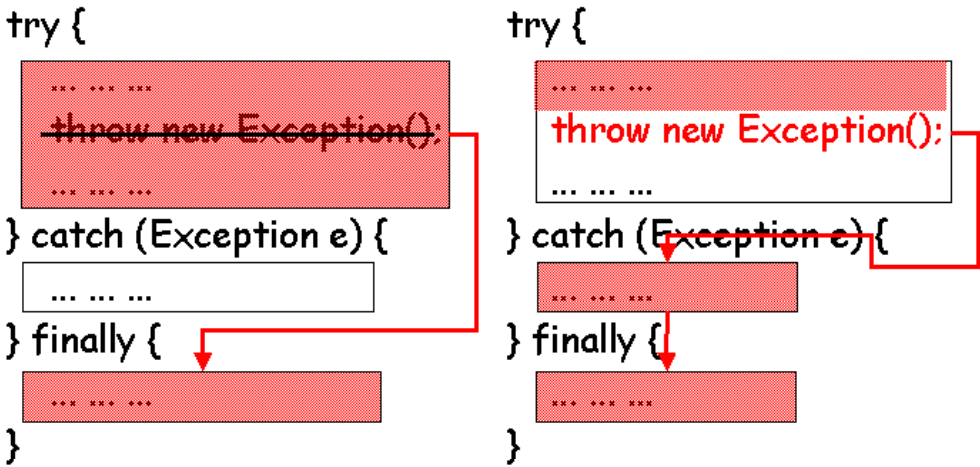 try {
... ... ...
throw new Exception();
... ... ...
} catch (Exception e) {
... ... ...
} finally {
... ... ...
}
try {
... ... ...
throw new Exception();
... ... ...
} catch (Exception e) {
... ... ...
} finally {
... ... ...
}